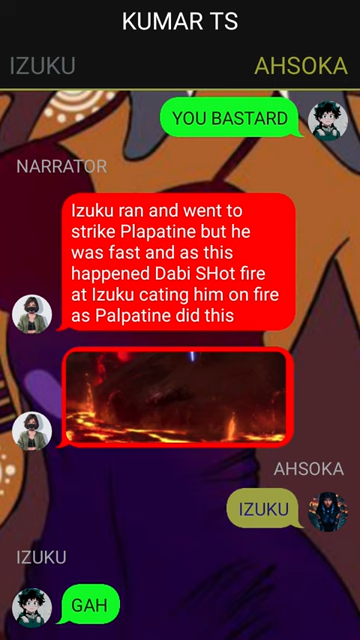 KUMAR TS
IZUKU AHSOKA
YOU BASTARD
NARRATOR
Izuku ran and went to
strike Plapatine but he
was fast and as this
happened Dabi SHot fire
at Izuku cating him on fire
as Palpatine did this
AHSOKA
IZUKU
IZUKU
GAH